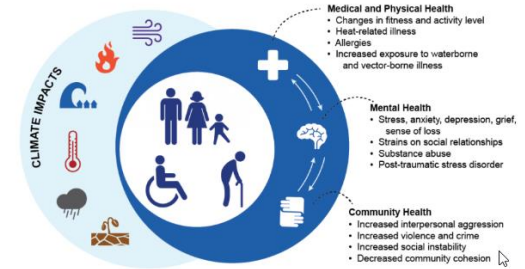 CLIMATE IMPACTS
Medical and Physical Health
• Changes in fitness and activity level
• Heat-related illness
• Allergies
• Increased exposure to waterborne
and vector-borne illness
Mental Health
• Stress, anxiety, depression, grief,
sense of loss
• Strains on social relationships
• Substance abuse
• Post-traumatic stress disorder
Community Health
• Increased interpersonal aggression
• Increased violence and crime
• Increased social instability
• Decreased community cohesion